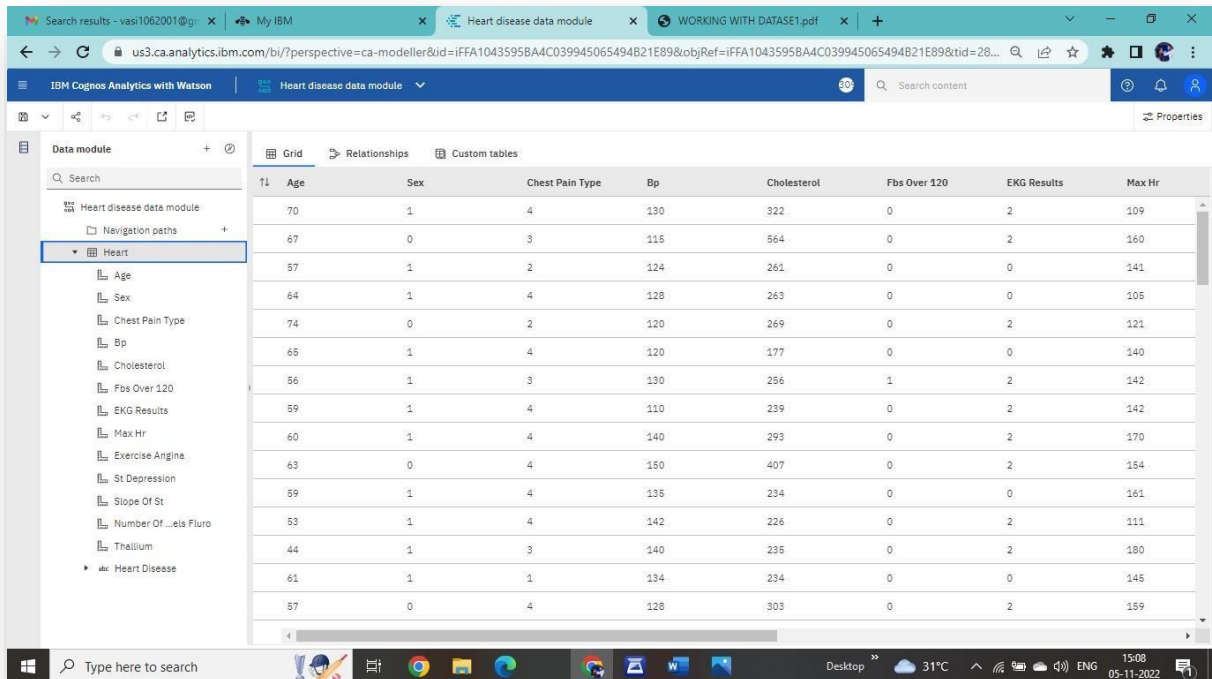 Search results - vasi1062001@gm
My IBM
Heart disease data module
WORKING WITH DATASE1.pdf
us3.ca.analytics.ibm.com/bi/?perspective=ca-modeller&id=iFFA1043595BA4C039945065494B21E89&objRef=iFFA1043595BA4C039945065494B21E89&tid=28...
IBM Cognos Analytics with Watson
Heart disease data module
Search content
Properties
Data module
Grid Relationships Custom tables
Search
Age Sex Chest Pain Type Bp Cholesterol Fbs Over 120 EKG Results Max Hr
70 1 4 130 322 0 2 109
67 0 3 115 564 0 2 160
57 1 2 124 261 0 0 141
64 1 4 128 263 0 0 105
74 0 2 120 269 0 2 121
65 1 4 120 177 0 0 140
56 1 3 130 256 1 2 142
59 1 4 110 239 0 2 142
60 1 4 140 293 0 2 170
63 0 4 150 407 0 2 154
59 1 4 135 234 0 0 161
53 1 4 142 226 0 2 111
44 1 3 140 235 0 2 180
61 1 1 134 234 0 0 145
57 0 4 128 303 0 2 159
Heart disease data module
Navigation paths
Heart
Age
Sex
Chest Pain Type
Bp
Cholesterol
Fbs Over 120
EKG Results
Max Hr
Exercise Angina
St Depression
Slope Of St
Number Of ...els Fluro
Thallium
abc Heart Disease
Type here to search
Desktop
31°C
ENG
15:08
05-11-2022